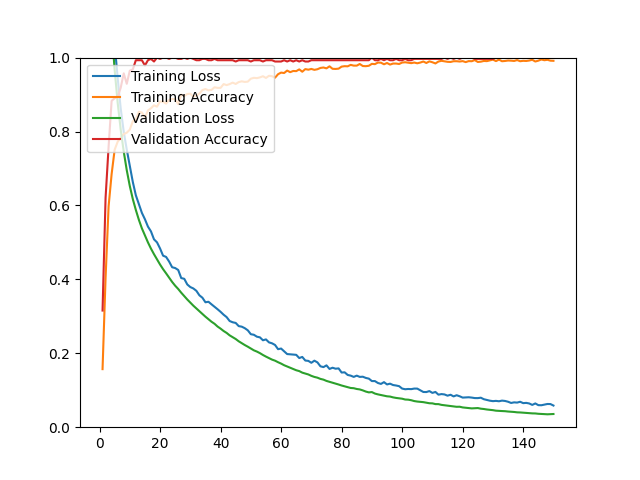 1.0
0.8
0.6
0.4
0.2
0.0
Training Loss
Training Accuracy
Validation Loss
Validation Accuracy
0 20 40 60 80 100 120 140